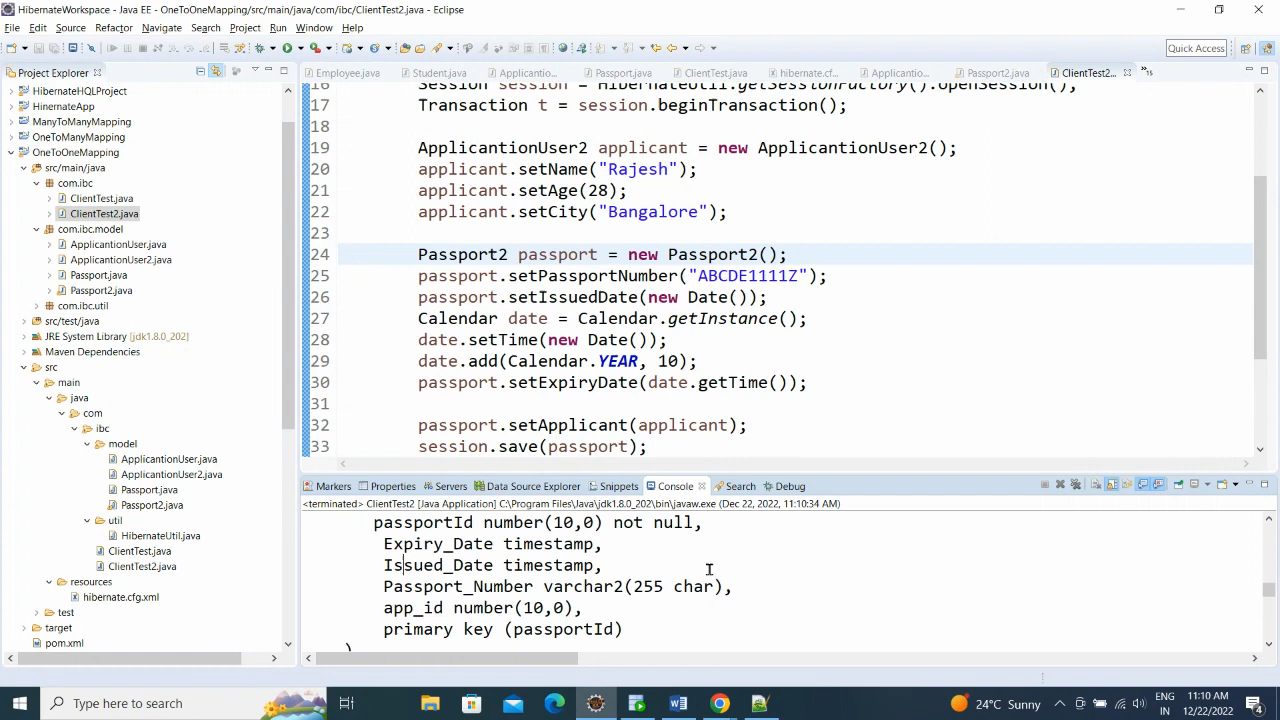 HibernateWorkspace - Java EE - OneToOneMapping/src/main/java/com/ibc/ClientTest2.java - Eclipse
File Edit Source Refactor Navigate Search Project Run Window Help
Quick Access
Project Explorer
HibernateHQLProject
HinernateApp
ManyToManyMapping
OneToManyMapping
OneToOneMapping
src/main/java
com.ibc
ClientTest.java
ClientTest2.java
com.ibc.model
ApplicantionUser.java
ApplicantionUser2.java
Passport.java
Passport2.java
com.ibc.util
src/test/java
JRE System Library [jdk1.8.0_202]
Maven Dependencies
src
main
java
com
ibc
model
ApplicantionUser.java
ApplicantionUser2.java
Passport.java
Passport2.java
util
HibernateUtil.java
ClientTest.java
ClientTest2.java
resources
hibernate.cfg.xml
test
target
pom.xml
Employee.java Student.java Applicantio... Passport.java ClientTest.java hibernate.cf... Applicantio... Passport2.java ClientTest2...
16 Session session = HibernateUtil.getSessionFactory().openSession();
17 Transaction t = session.beginTransaction();
18
19 ApplicantionUser2 applicant = new ApplicantionUser2();
20 applicant.setName("Rajesh");
21 applicant.setAge(28);
22 applicant.setCity("Bangalore");
23
24 Passport2 passport = new Passport2();
25 passport.setPassportNumber("ABCDE1111Z");
26 passport.setIssuedDate(new Date());
27 Calendar date = Calendar.getInstance();
28 date.setTime(new Date());
29 date.add(Calendar.YEAR, 10);
30 passport.setExpiryDate(date.getTime());
31
32 passport.setApplicant(applicant);
33 session.save(passport);
Markers Properties Servers Data Source Explorer Snippets Console Search Debug
<terminated> ClientTest2 [Java Application] C:\Program Files\Java\jdk1.8.0_202\bin\javaw.exe (Dec 22, 2022, 11:10:34 AM)
passportId number(10,0) not null,
Expiry_Date timestamp,
Issued_Date timestamp,
Passport_Number varchar2(255 char),
app_id number(10,0),
primary key (passportId)
)
Type here to search
24°C Sunny
ENG
IN
11:10 AM
12/22/2022
4